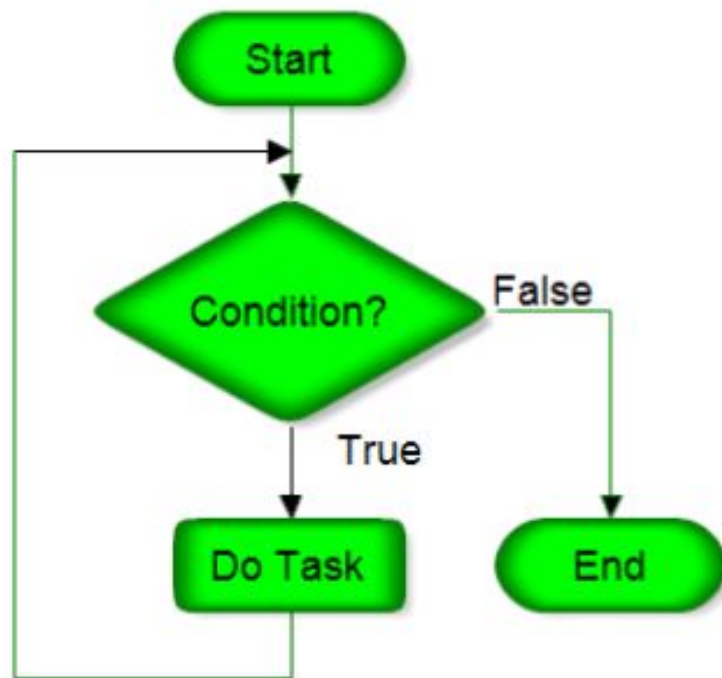 Start
Condition?
False
True
Do Task
End